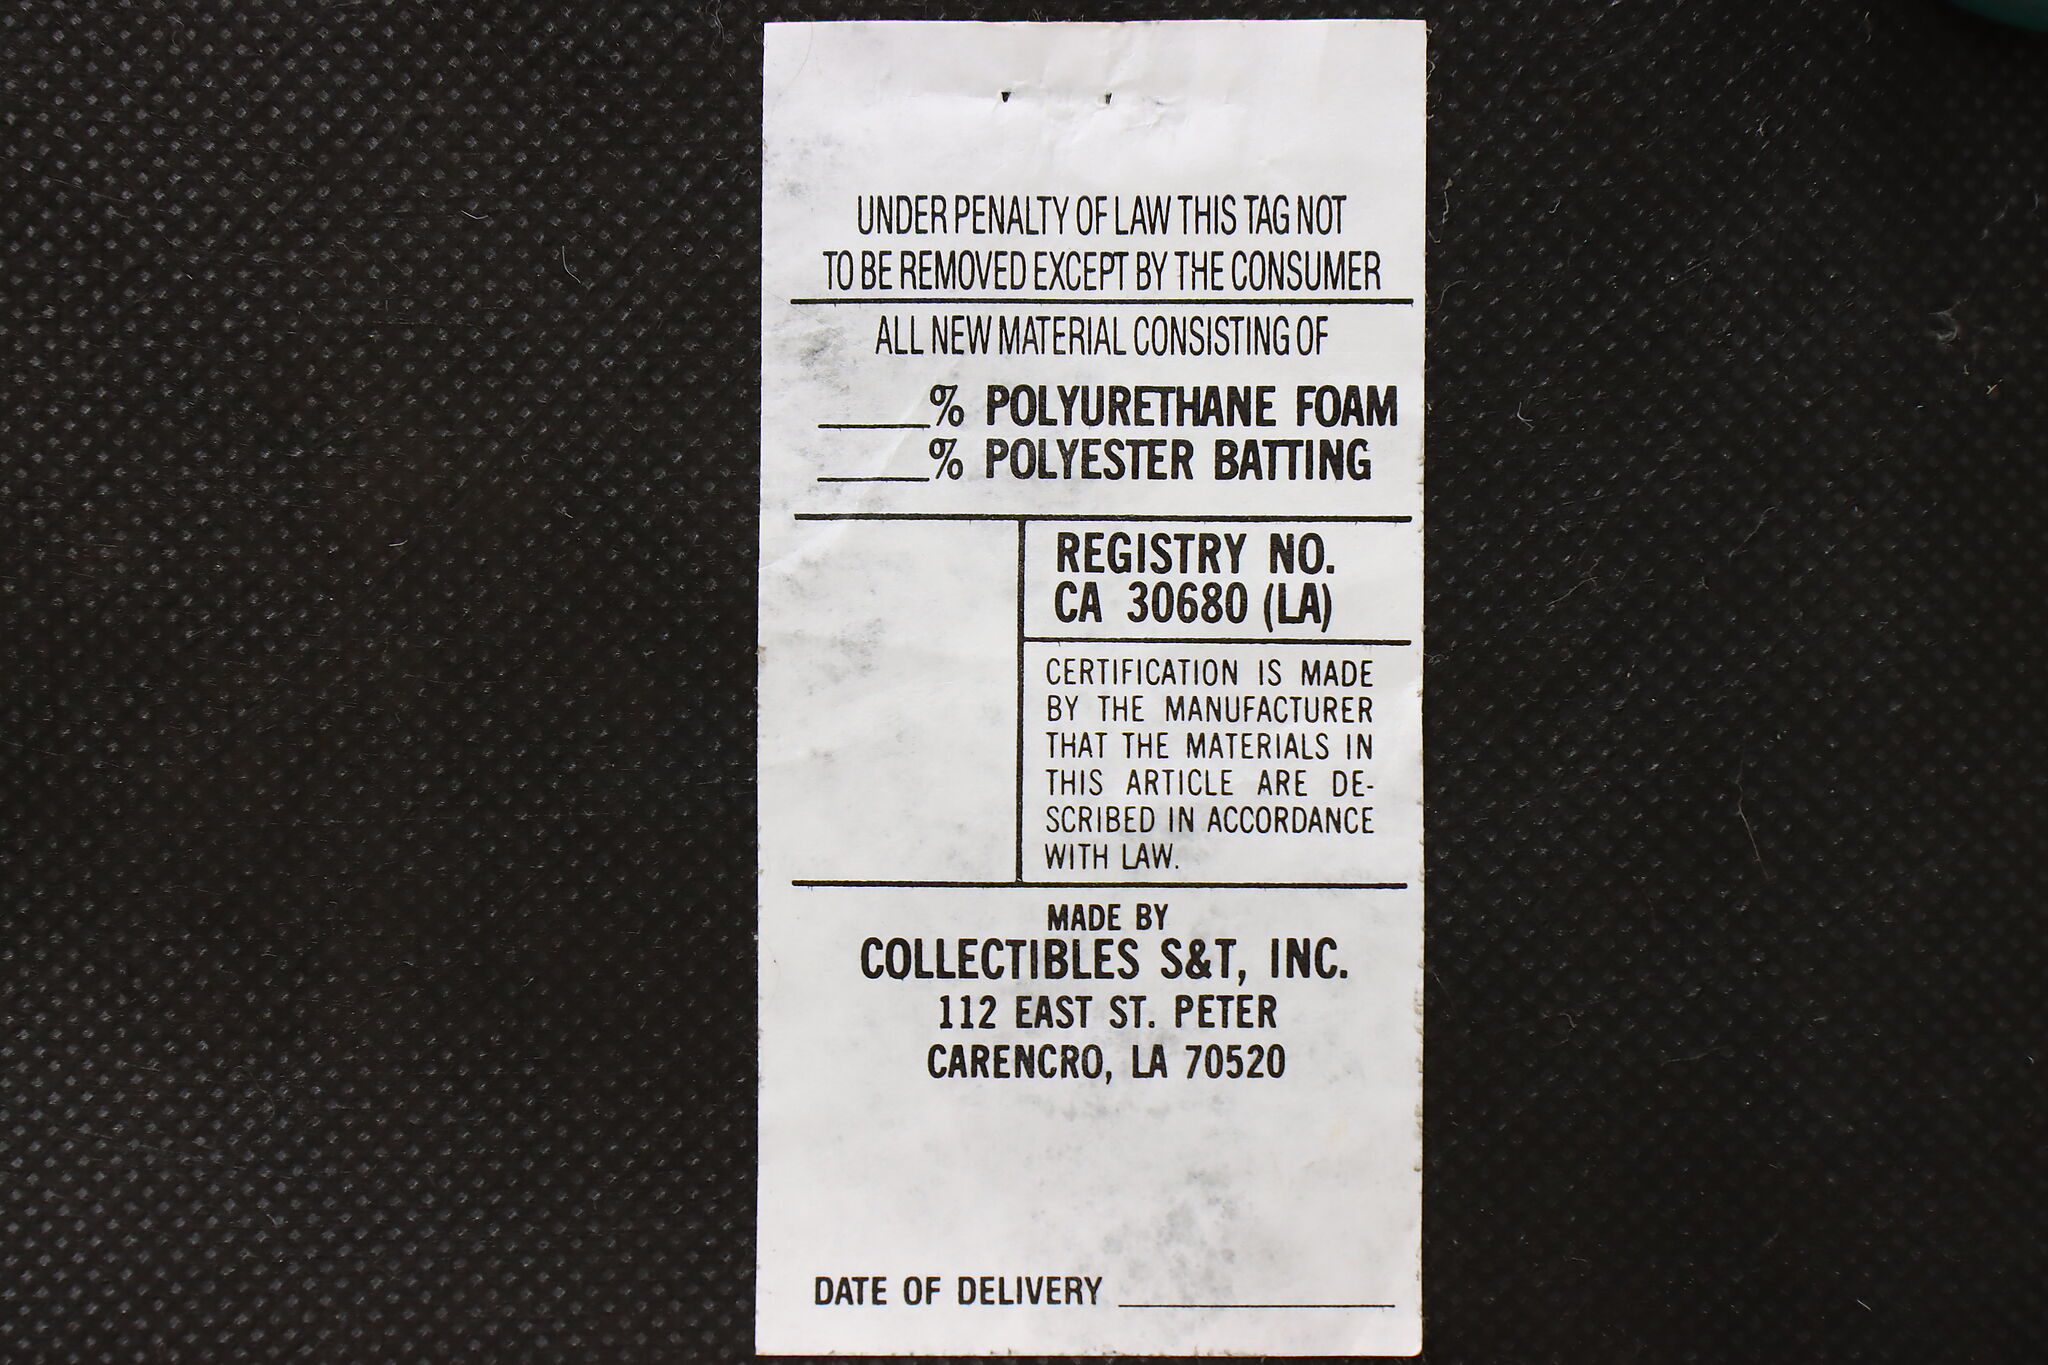 UNDER PENALTY OF LAW THIS TAG NOT
TO BE REMOVED EXCEPT BY THE CONSUMER
ALL NEW MATERIAL CONSISTING OF
_____% POLYURETHANE FOAM
_____% POLYESTER BATTING
REGISTRY NO.
CA 30680 (LA)
CERTIFICATION IS MADE
BY THE MANUFACTURER
THAT THE MATERIALS IN
THIS ARTICLE ARE DE-
SCRIBED IN ACCORDANCE
WITH LAW.
MADE BY
COLLECTIBLES S&T, INC.
112 EAST ST. PETER
CARENCRO, LA 70520
DATE OF DELIVERY ____________